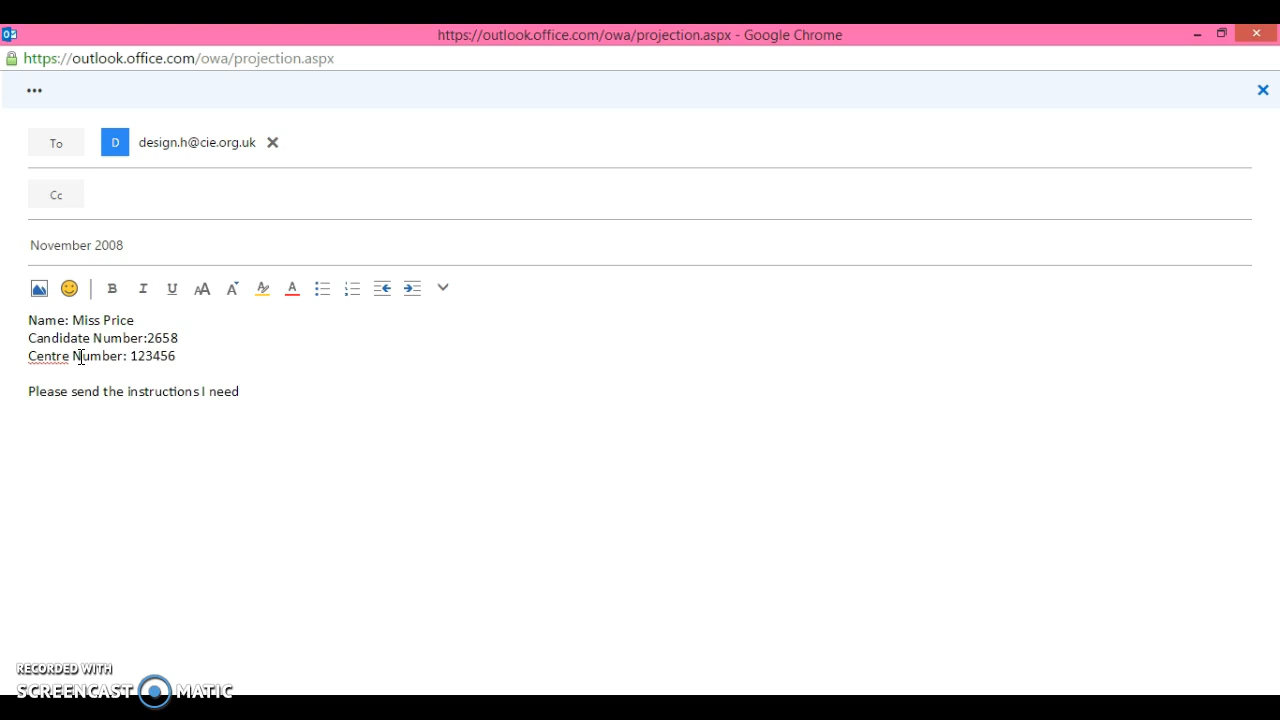 https://outlook.office.com/owa/projection.aspx - Google Chrome
https://outlook.office.com/owa/projection.aspx
•••
To D design.h@cie.org.uk
Cc
November 2008
B I U AA A A
Name: Miss Price
Candidate Number:2658
Centre Number: 123456
Please send the instructions I need
RECORDED WITH
SCREENCAST MATIC